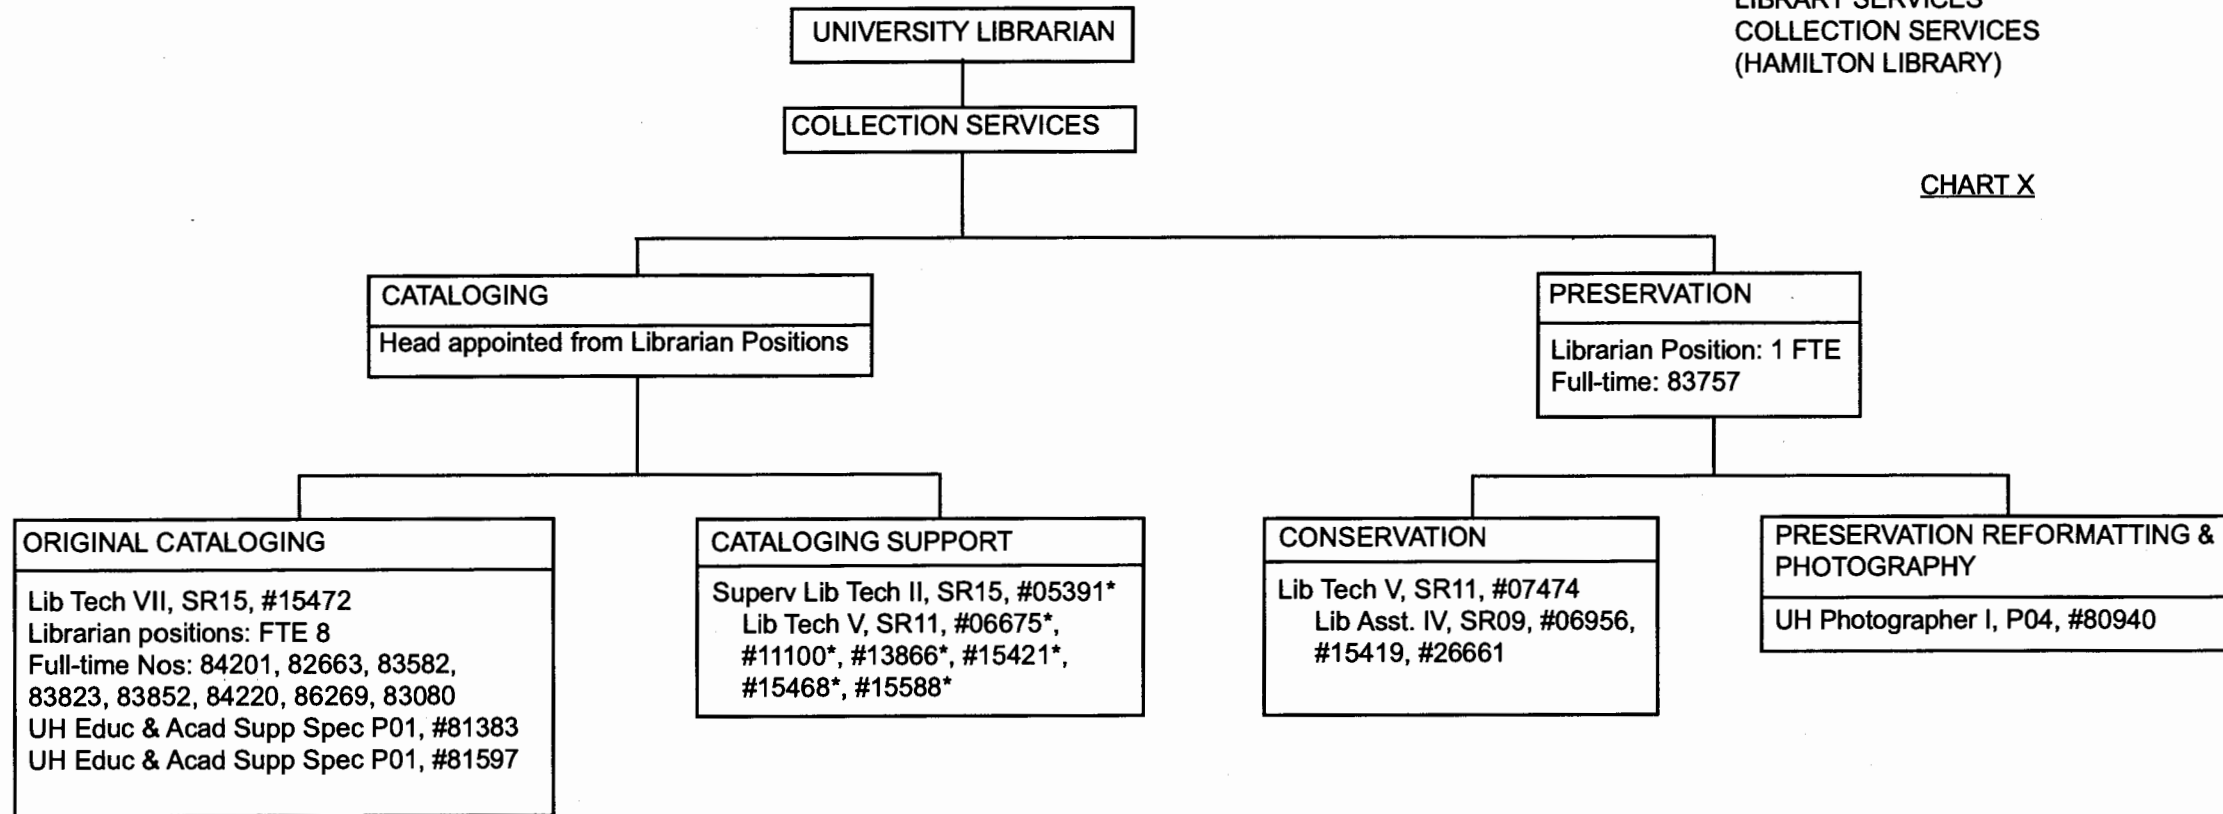 LIBRARY SERVICES
COLLECTION SERVICES
(HAMILTON LIBRARY)
CHART X
UNIVERSITY LIBRARIAN
COLLECTION SERVICES
CATALOGING
Head appointed from Librarian Positions
PRESERVATION
Librarian Position: 1 FTE
Full-time: 83757
ORIGINAL CATALOGING
Lib Tech VII, SR15, #15472
Librarian positions: FTE 8
Full-time Nos: 84201, 82663, 83582,
83823, 83852, 84220, 86269, 83080
UH Educ & Acad Supp Spec P01, #81383
UH Educ & Acad Supp Spec P01, #81597
CATALOGING SUPPORT
Superv Lib Tech II, SR15, #05391*
Lib Tech V, SR11, #06675*,
#11100*, #13866*, #15421*,
#15468*, #15588*
CONSERVATION
Lib Tech V, SR11, #07474
Lib Asst. IV, SR09, #06956,
#15419, #26661
PRESERVATION REFORMATTING &
PHOTOGRAPHY
UH Photographer I, P04, #80940